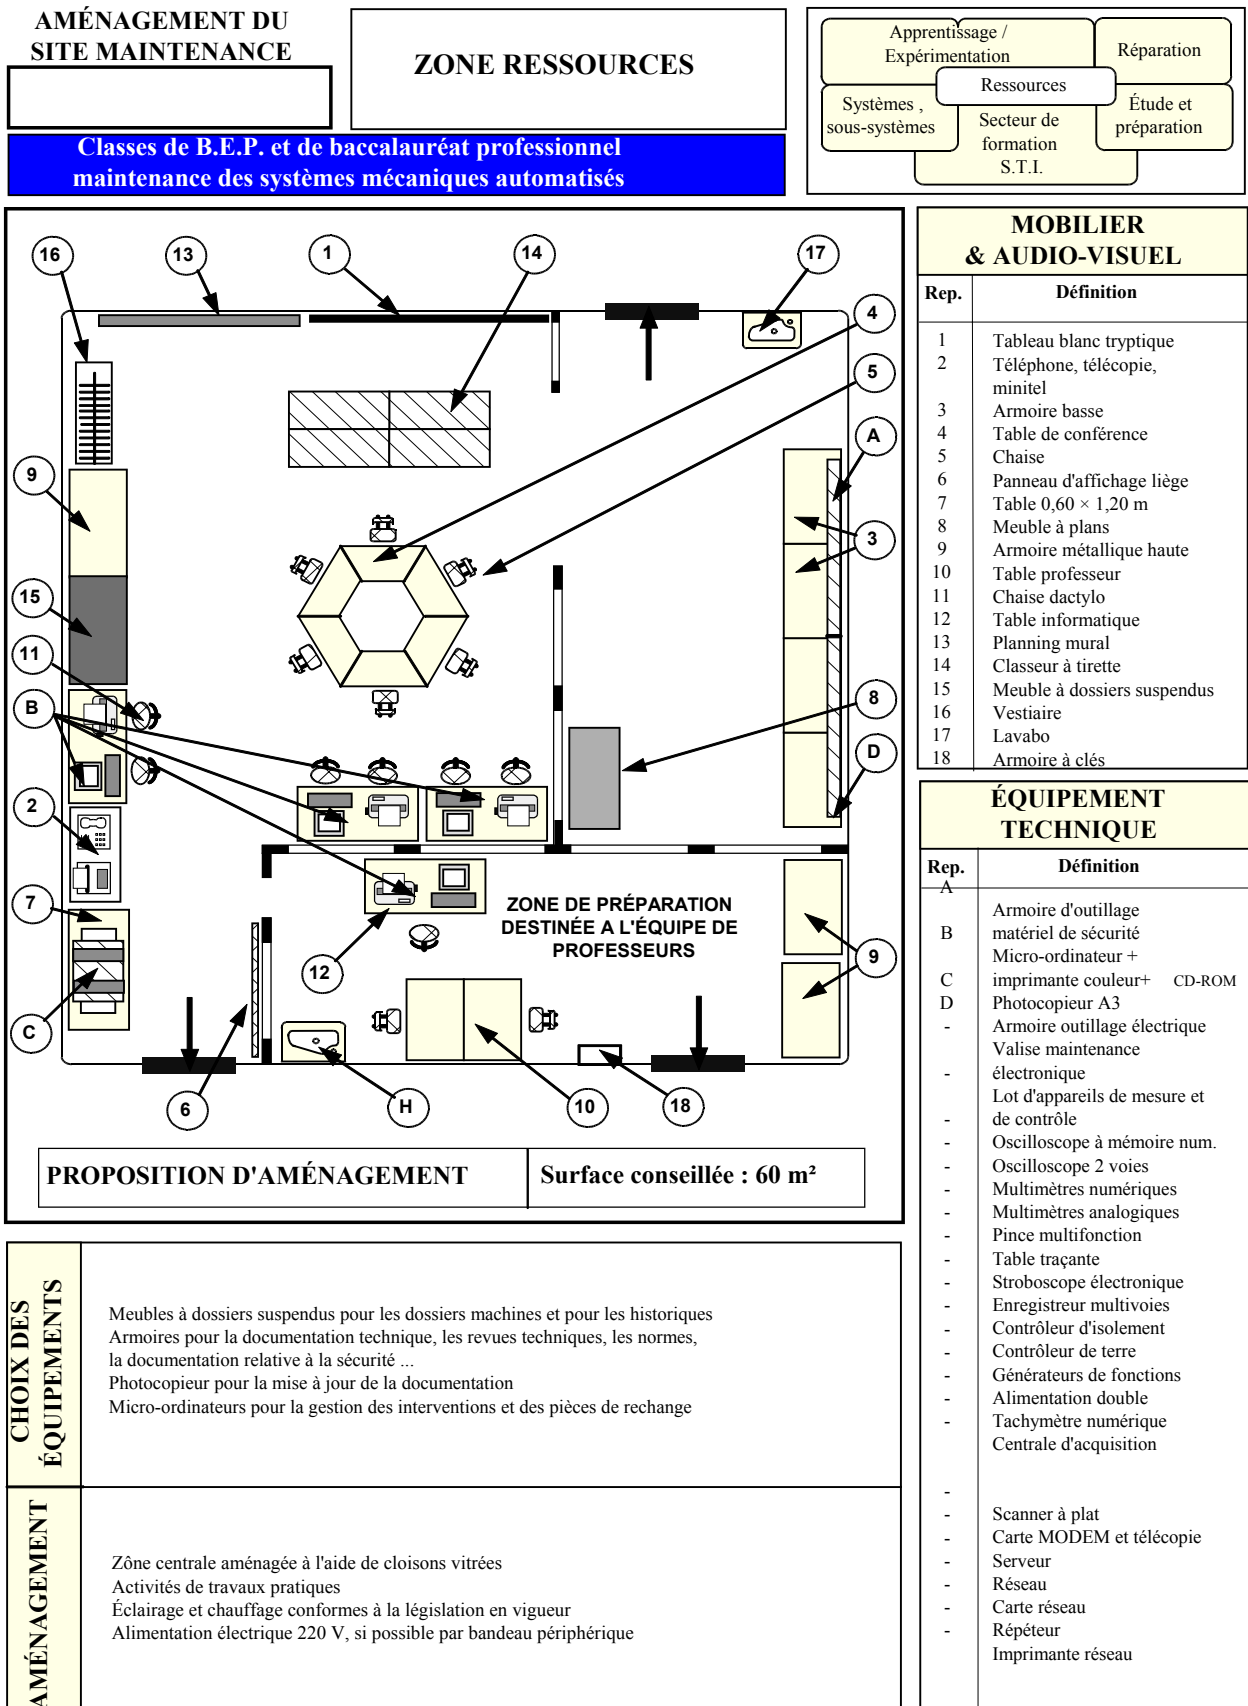 AMÉNAGEMENT DU
SITE MAINTENANCE
ZONE RESSOURCES
Classes de B.E.P. et de baccalauréat professionnel
maintenance des systèmes mécaniques automatisés
Apprentissage /
Expérimentation
Réparation
Ressources
Systèmes ,
sous-systèmes
Secteur de
formation
S.T.I.
Étude et
préparation
16
13
1
14
17
4
5
A
9
3
15
11
B
8
D
2
7
ZONE DE PRÉPARATION
DESTINÉE A L'ÉQUIPE DE
PROFESSEURS
12
9
C
6
H
10
18
PROPOSITION D'AMÉNAGEMENT
Surface conseillée : 60 m²
MOBILIER
& AUDIO-VISUEL
Rep. Définition
1 Tableau blanc tryptique
2 Téléphone, télécopie,
minitel
3 Armoire basse
4 Table de conférence
5 Chaise
6 Panneau d'affichage liège
7 Table 0,60 × 1,20 m
8 Meuble à plans
9 Armoire métallique haute
10 Table professeur
11 Chaise dactylo
12 Table informatique
13 Planning mural
14 Classeur à tirette
15 Meuble à dossiers suspendus
16 Vestiaire
17 Lavabo
18 Armoire à clés
ÉQUIPEMENT
TECHNIQUE
Rep. Définition
A
Armoire d'outillage
B matériel de sécurité
Micro-ordinateur +
C imprimante couleur+ CD-ROM
D Photocopieur A3
- Armoire outillage électrique
Valise maintenance
- électronique
Lot d'appareils de mesure et
- de contrôle
- Oscilloscope à mémoire num.
- Oscilloscope 2 voies
- Multimètres numériques
- Multimètres analogiques
- Pince multifonction
- Table traçante
- Stroboscope électronique
- Enregistreur multivoies
- Contrôleur d'isolement
- Contrôleur de terre
- Générateurs de fonctions
- Alimentation double
- Tachymètre numérique
Centrale d'acquisition
-
- Scanner à plat
- Carte MODEM et télécopie
- Serveur
- Réseau
- Carte réseau
- Répéteur
Imprimante réseau
CHOIX DES
ÉQUIPEMENTS
Meubles à dossiers suspendus pour les dossiers machines et pour les historiques
Armoires pour la documentation technique, les revues techniques, les normes,
la documentation relative à la sécurité ...
Photocopieur pour la mise à jour de la documentation
Micro-ordinateurs pour la gestion des interventions et des pièces de rechange
AMÉNAGEMENT
Zône centrale aménagée à l'aide de cloisons vitrées
Activités de travaux pratiques
Éclairage et chauffage conformes à la législation en vigueur
Alimentation électrique 220 V, si possible par bandeau périphérique